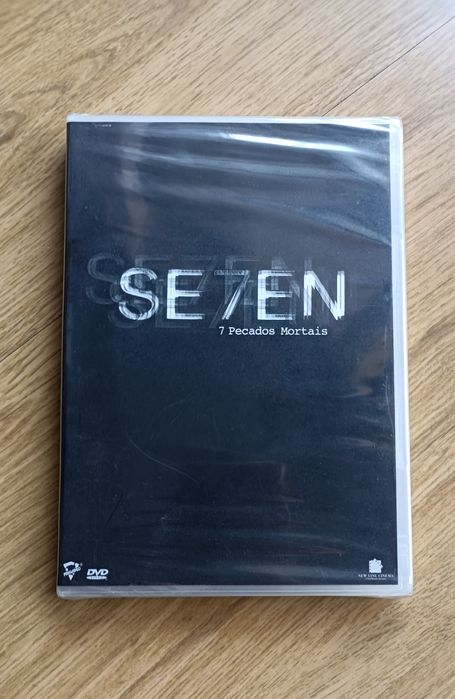 SE7EN
7 Pecados Mortais
DVD
NEW LINE CINEMA